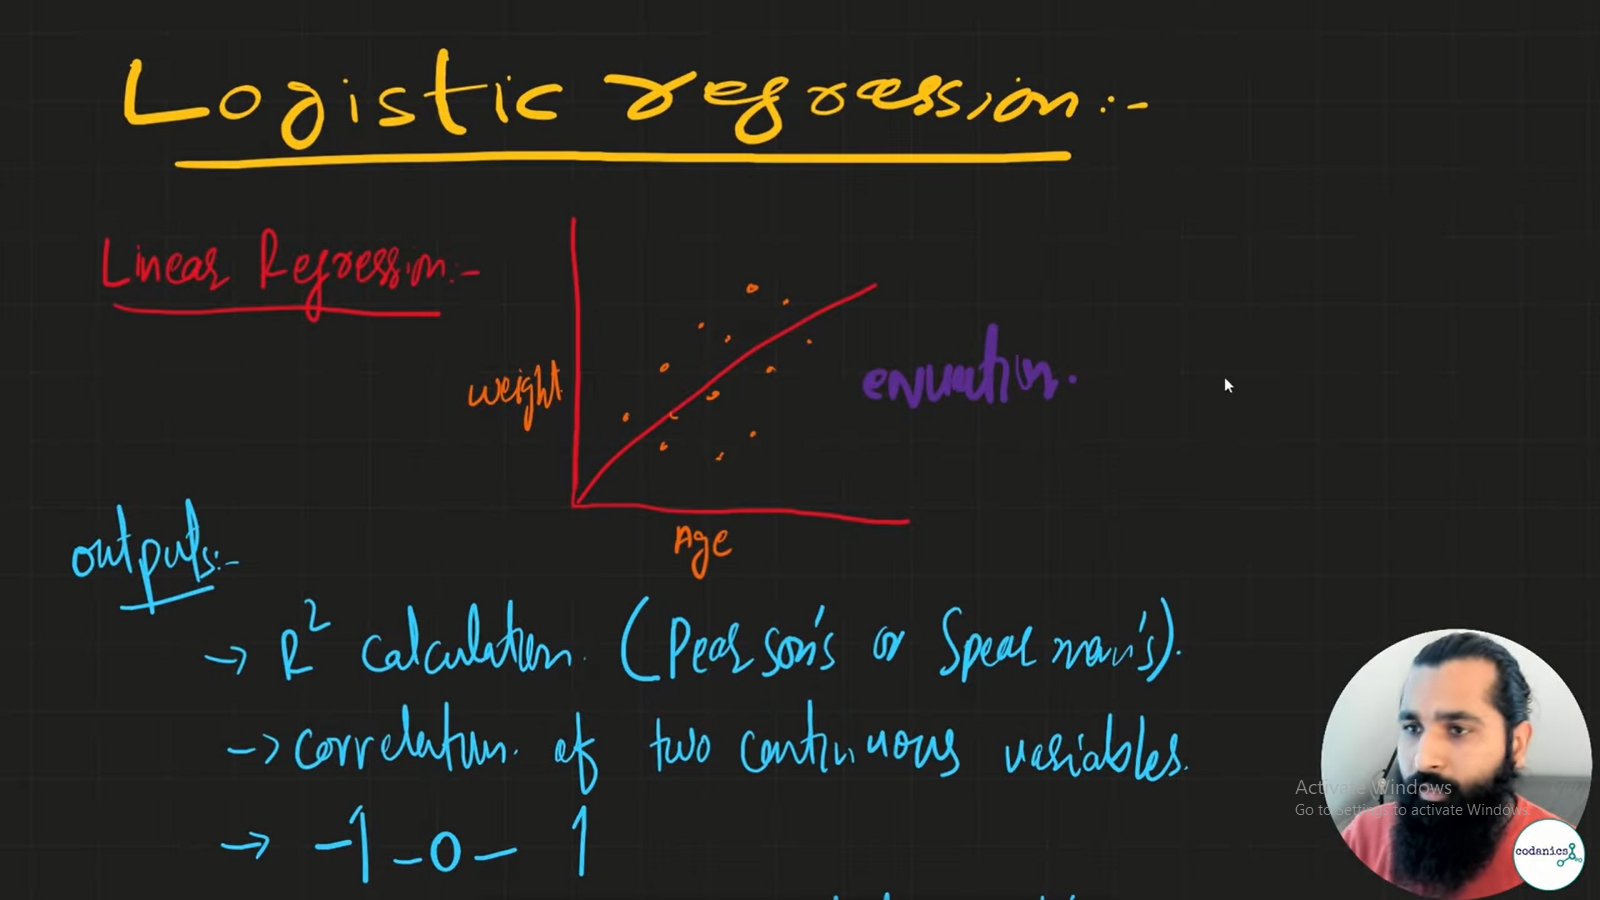 Logistic regression:-
Linear Regression:-
weight
Age
outputs:-
→ R² calculation. (Pearson's or Spearman's).
→ correlation. of two continuous variables.
→ -1 - 0 - 1
Activate Windows
Go to Settings to activate Windows.
codanics